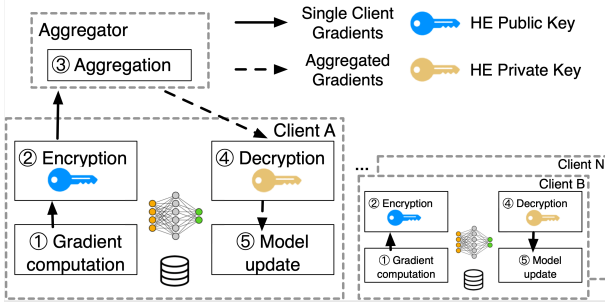 Aggregator
③ Aggregation
Single Client
Gradients
HE Public Key
Aggregated
Gradients
HE Private Key
Client A
② Encryption
④ Decryption
① Gradient
computation
⑤ Model
update
...
Client N
Client B
② Encryption
④ Decryption
① Gradient
computation
⑤ Model
update